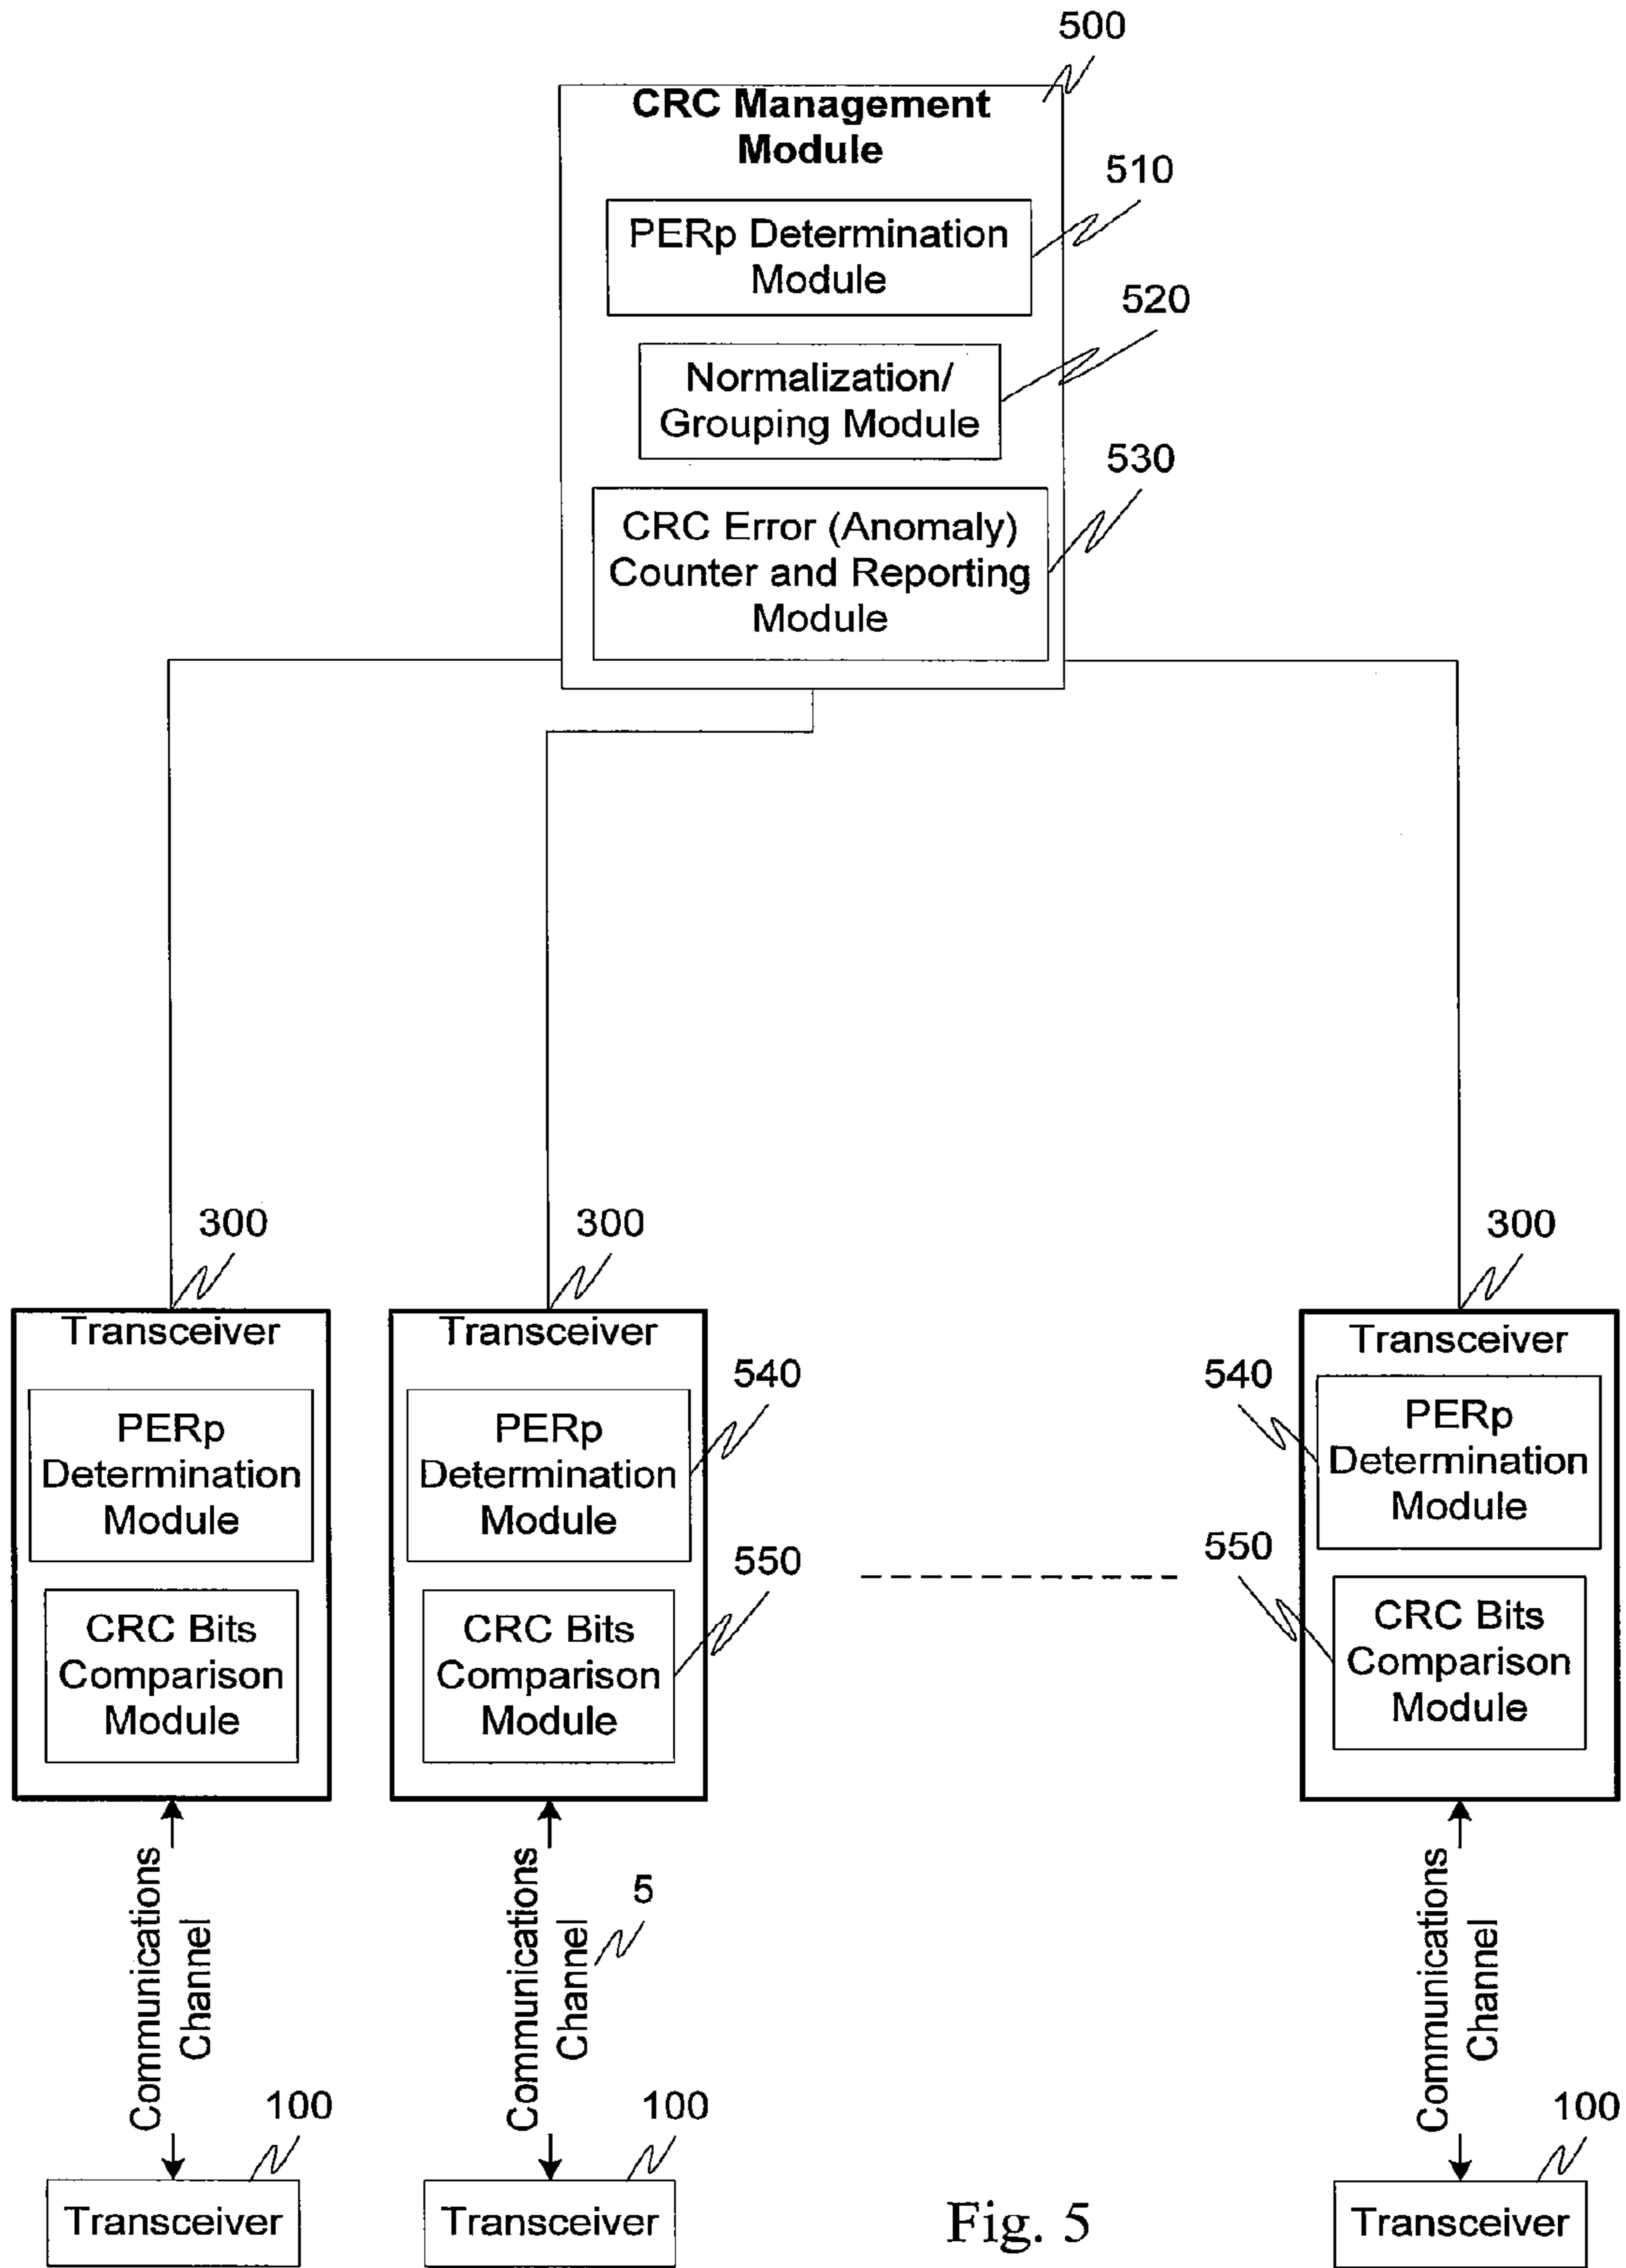 500
CRC Management
Module
510
PERp Determination
Module
520
Normalization/
Grouping Module
530
CRC Error (Anomaly)
Counter and Reporting
Module
300
300
300
Transceiver
PERp
Determination
Module
CRC Bits
Comparison
Module
Transceiver
540
PERp
Determination
Module
550
CRC Bits
Comparison
Module
Transceiver
540
PERp
Determination
Module
550
CRC Bits
Comparison
Module
Communications
Channel
Communications
Channel
5
Communications
Channel
100
Transceiver
100
Transceiver
100
Transceiver
Fig. 5